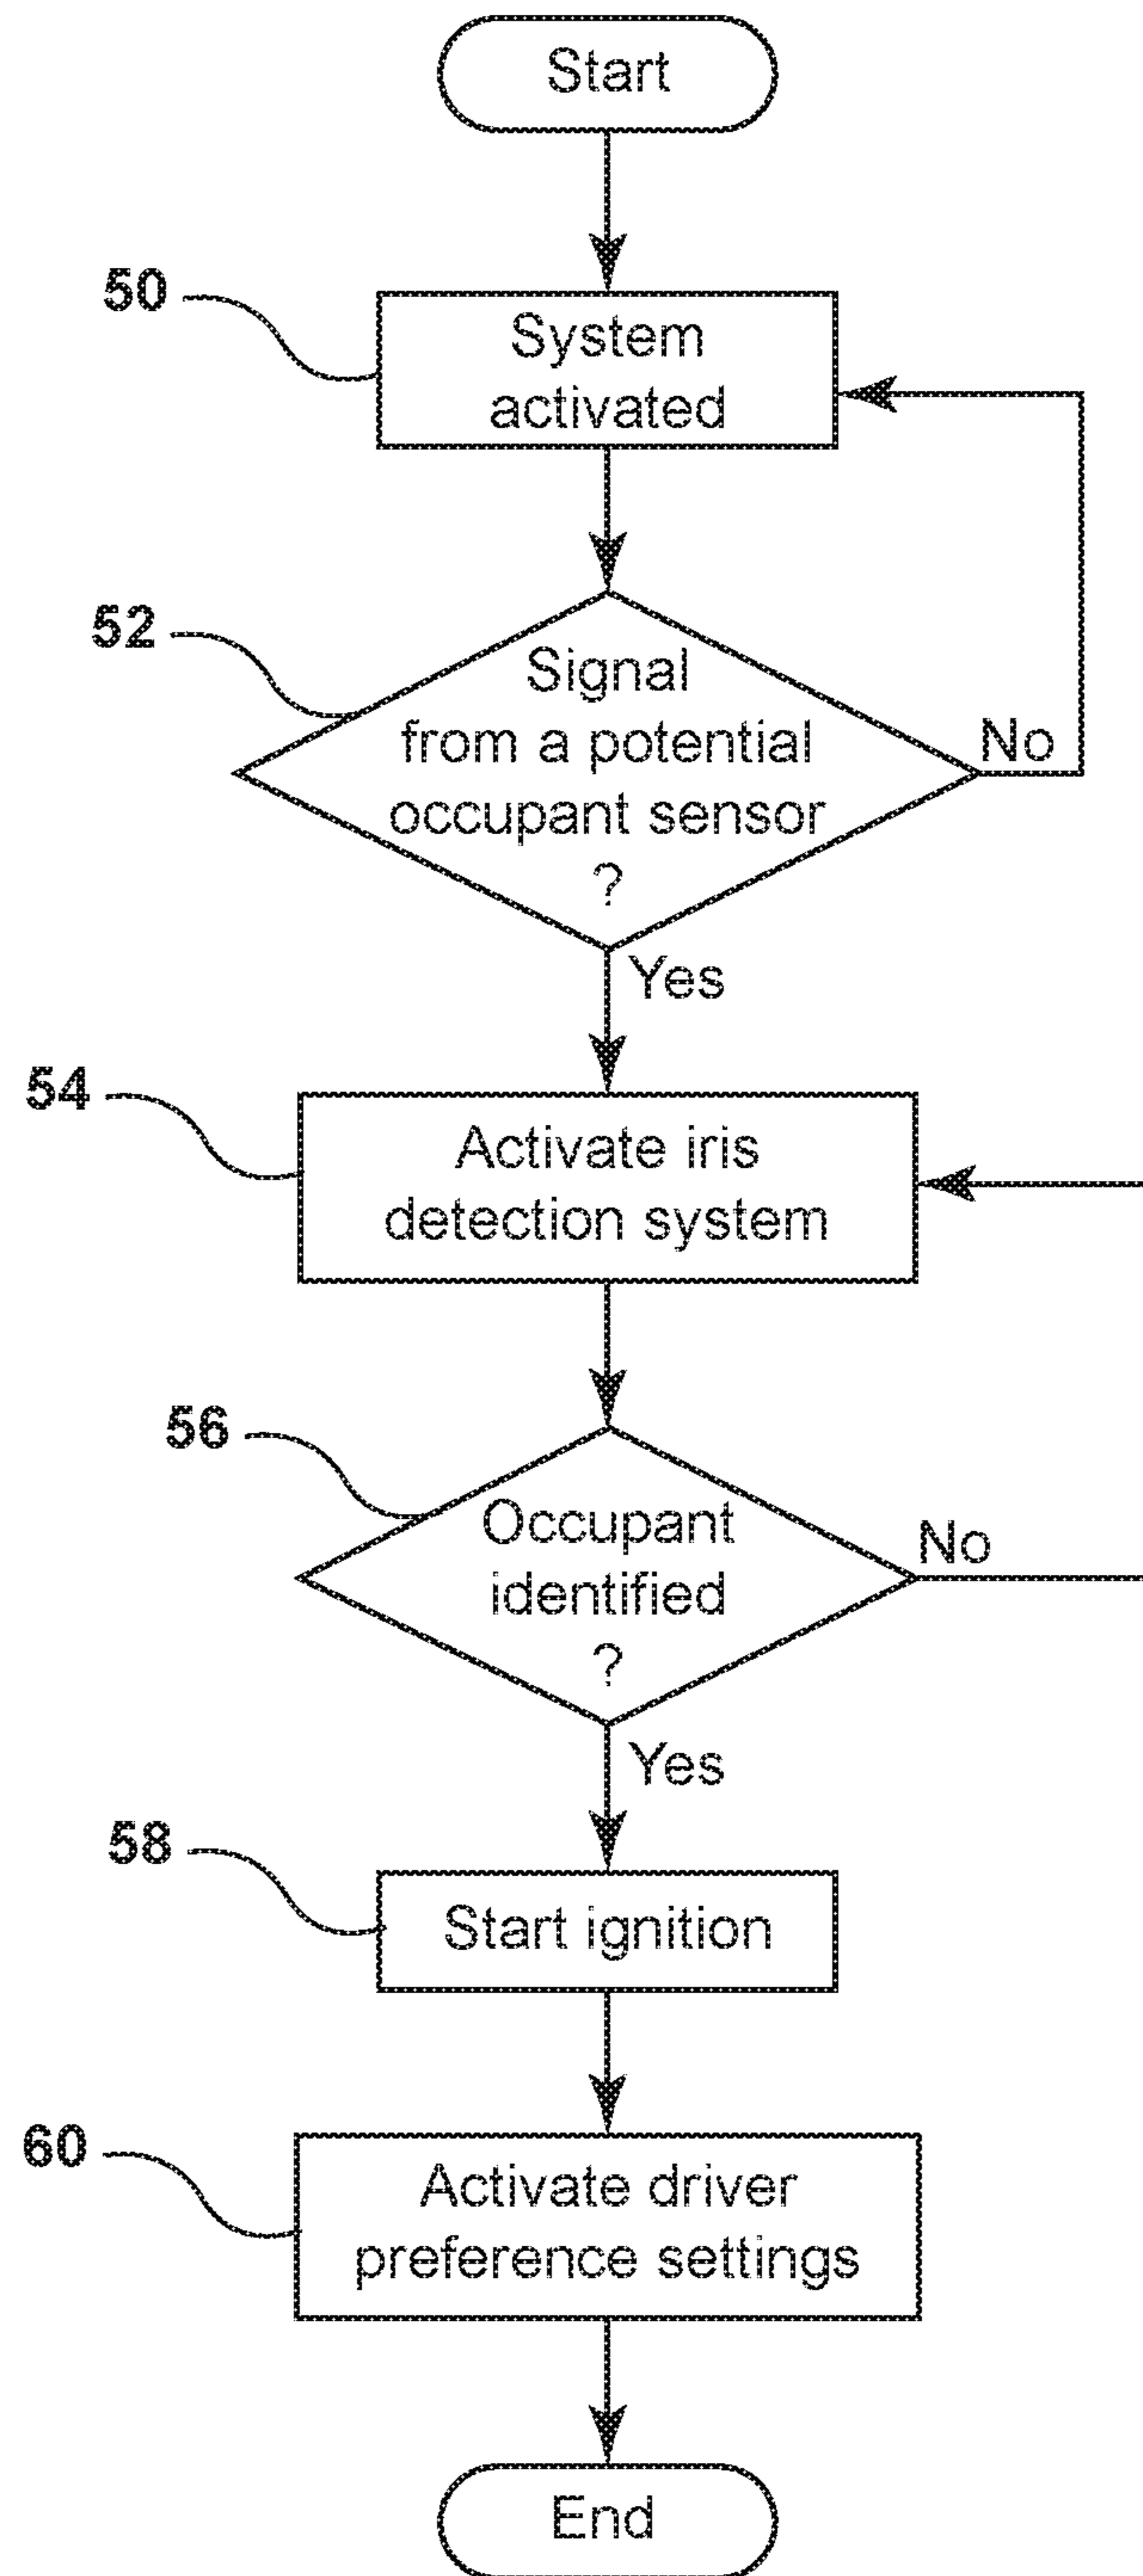 Start
50
System
activated
52
Signal
from a potential
occupant sensor
?
No
Yes
54
Activate iris
detection system
56
Occupant
identified
?
No
Yes
58
Start ignition
60
Activate driver
preference settings
End